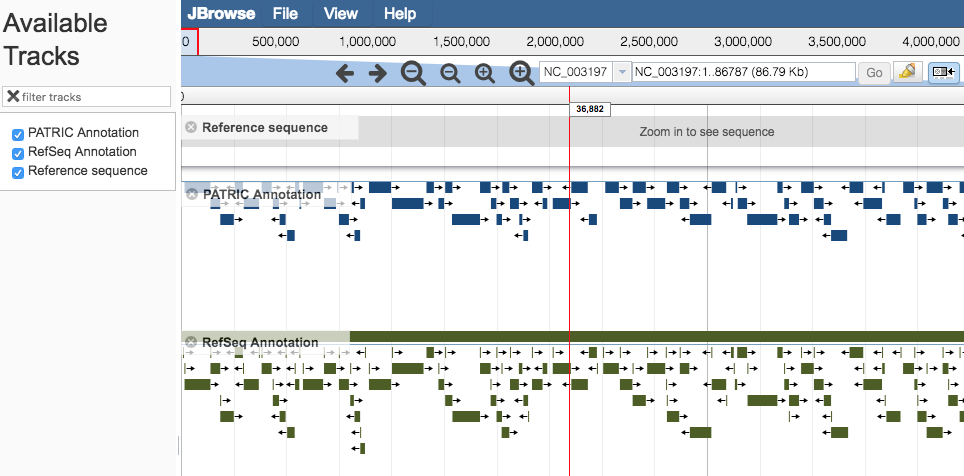 Available
Tracks
filter tracks
PATRIC Annotation
RefSeq Annotation
Reference sequence
JBrowse File View Help
0 500,000 1,000,000 1,500,000 2,000,000 2,500,000 3,000,000 3,500,000 4,000,000
NC_003197 NC_003197:1..86787 (86.79 Kb) Go
0
36,882
Reference sequence
Zoom in to see sequence
PATRIC Annotation
RefSeq Annotation